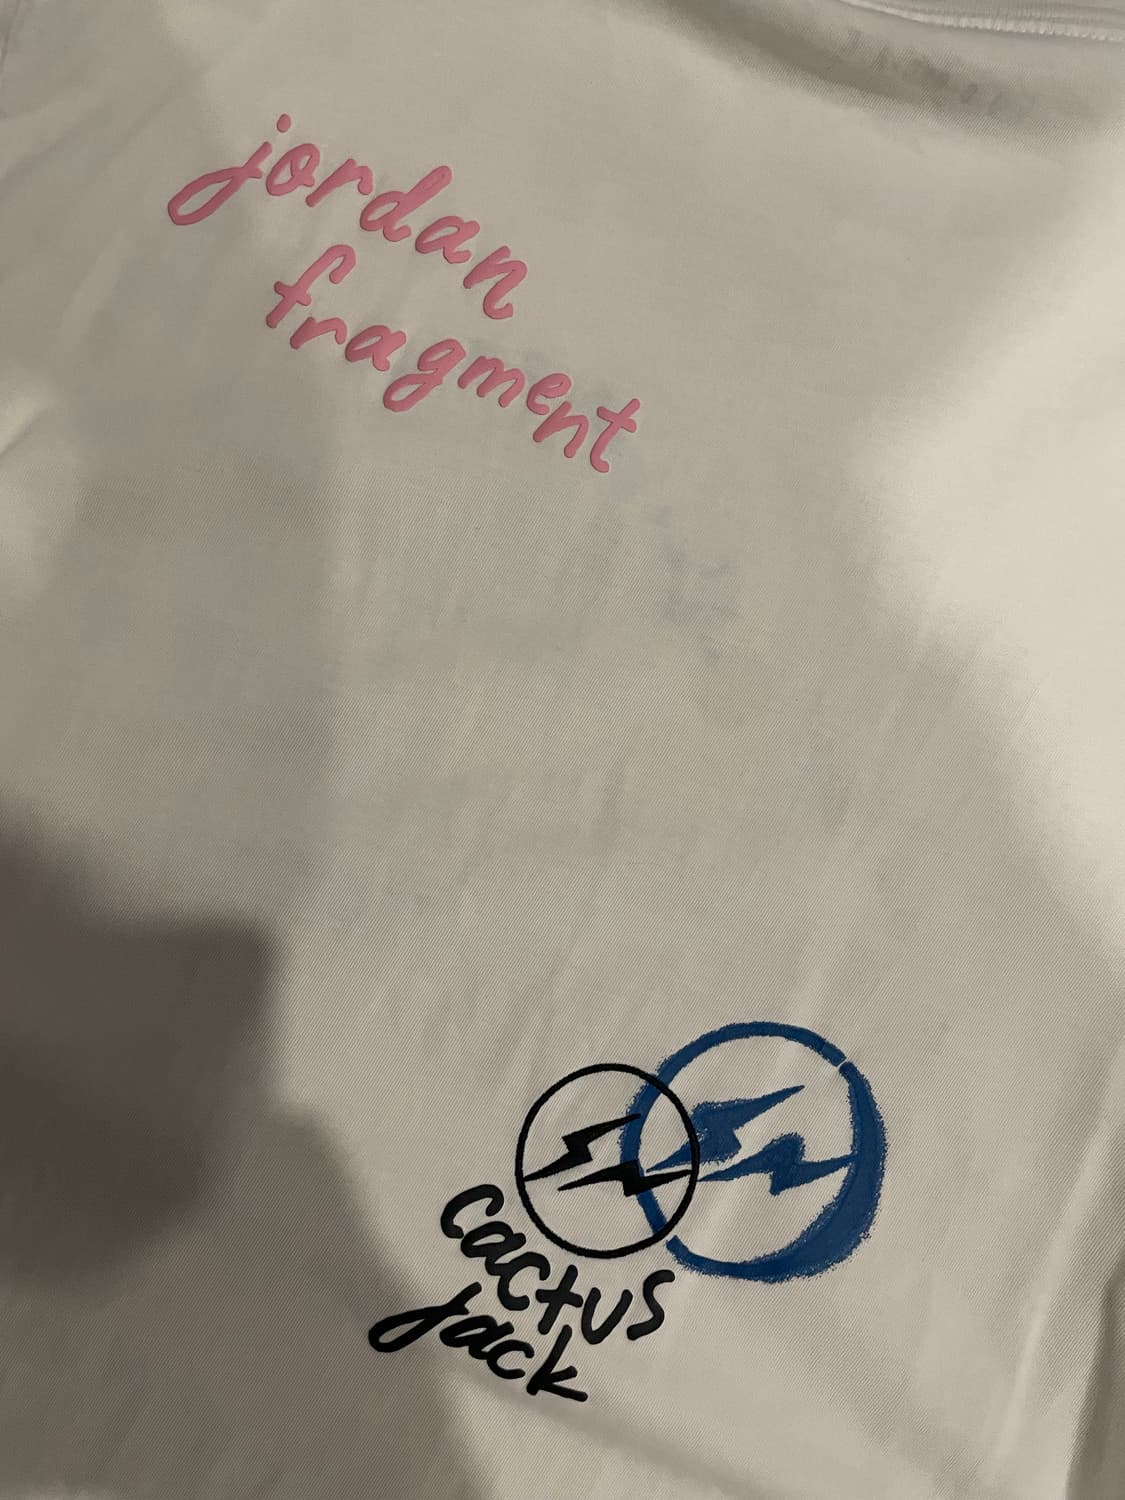 jordan
fragment
cactus
jack